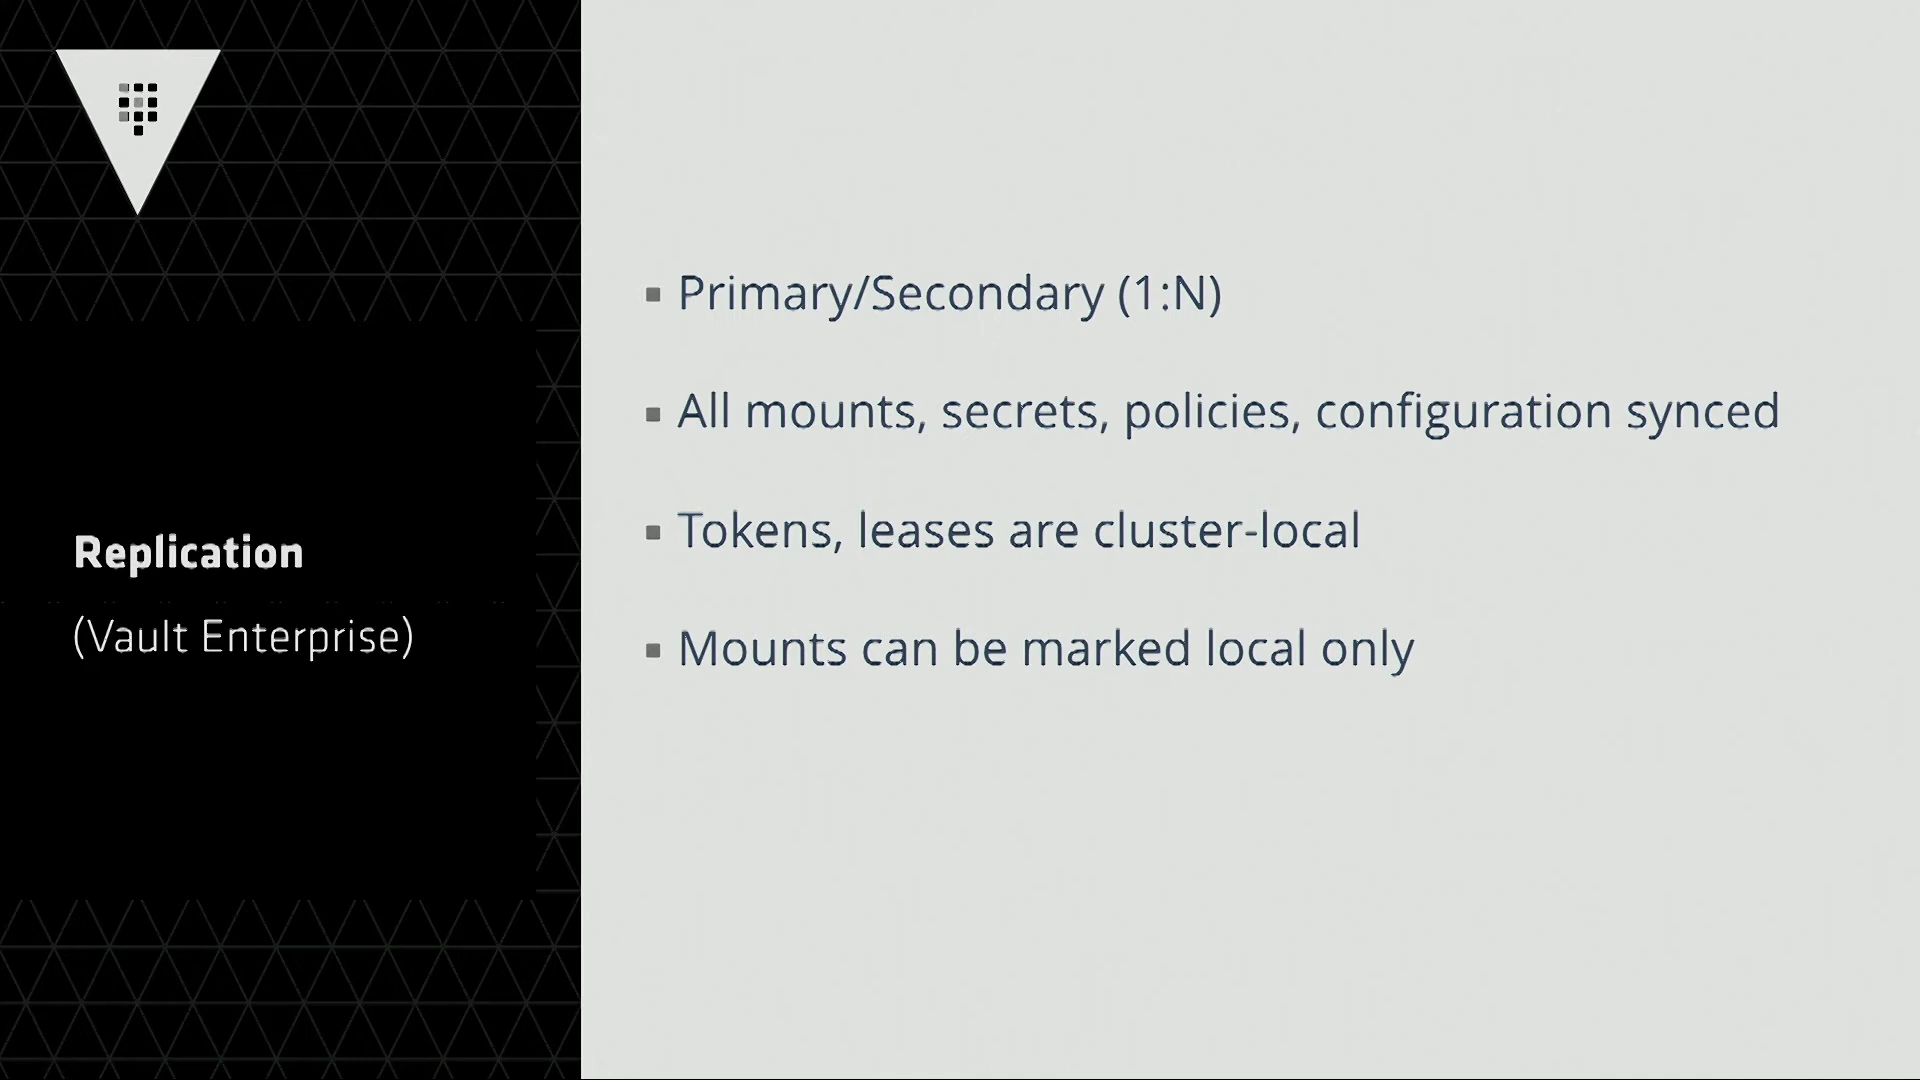 Replication
(Vault Enterprise)
Primary/Secondary (1:N)
All mounts, secrets, policies, configuration synced
Tokens, leases are cluster-local
Mounts can be marked local only